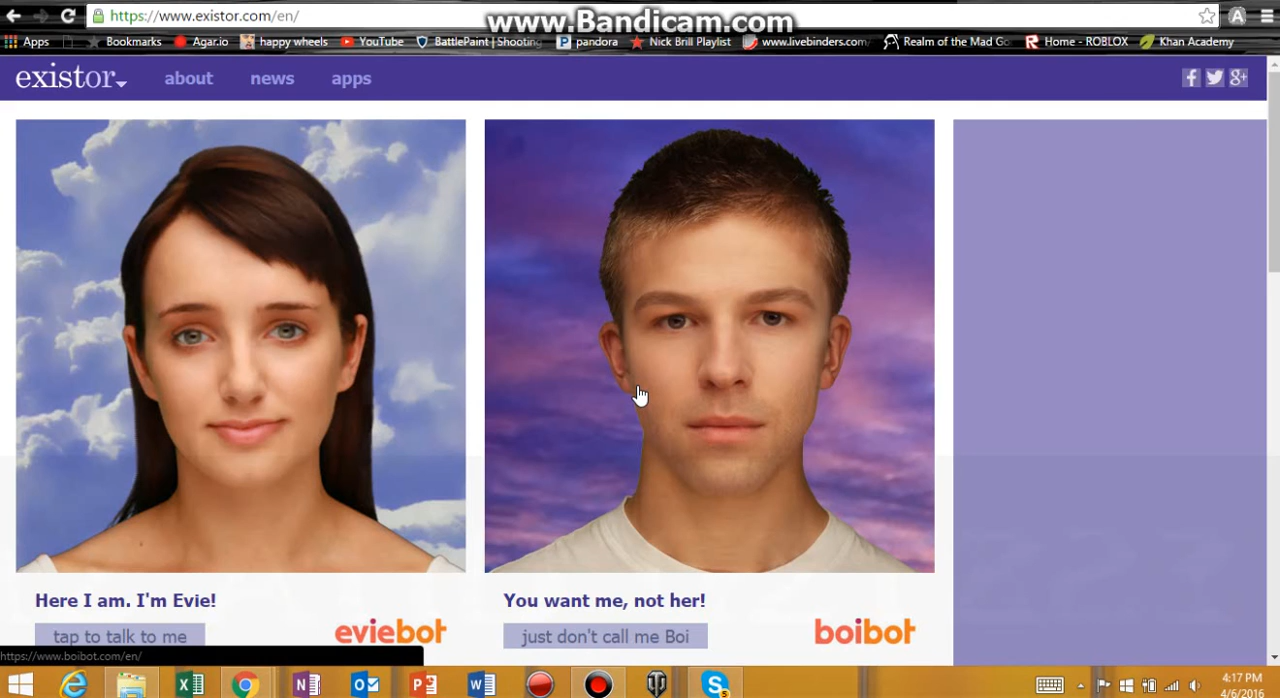 https://www.existor.com/en/
www.Bandicam.com
Apps Bookmarks Agar.io happy wheels YouTube BattlePaint | Shooting pandora Nick Brill Playlist www.livebinders.com Realm of the Mad Go Home - ROBLOX Khan Academy
existor about news apps
Here I am. I'm Evie! You want me, not her!
tap to talk to me eviebot just don't call me Boi boibot
https://www.boibot.com/en/
4:17 PM
4/6/2016